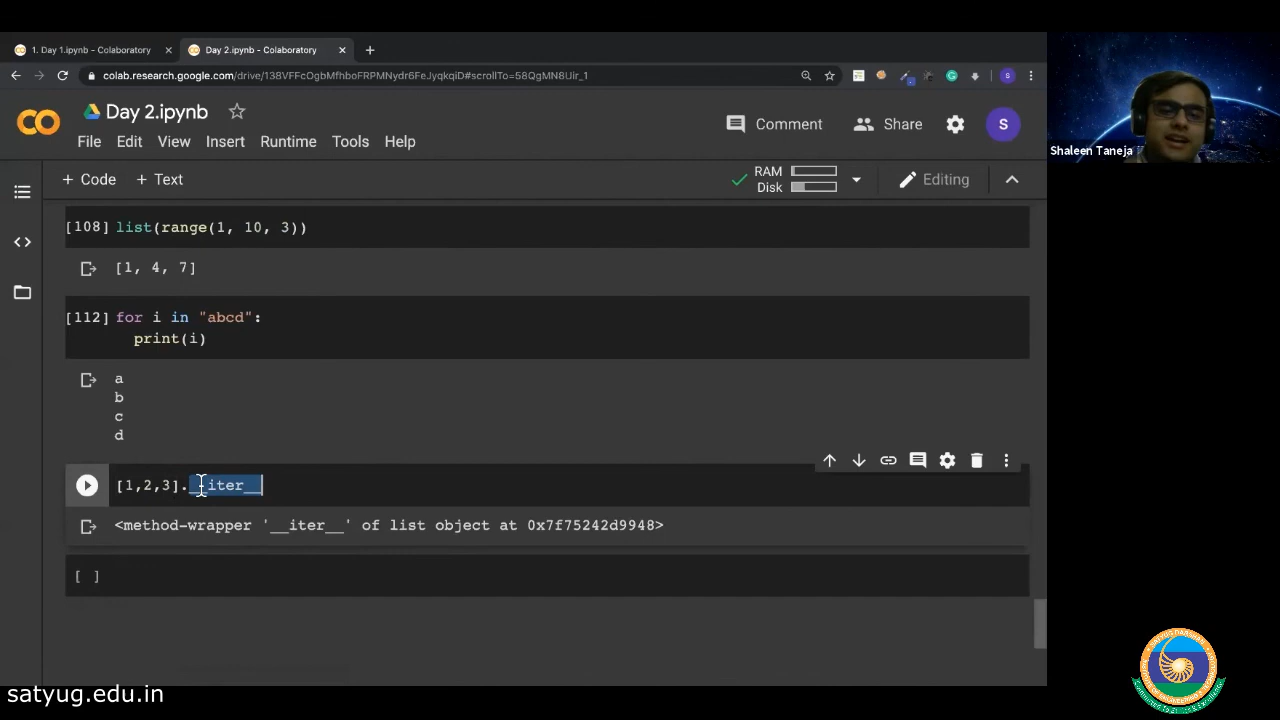 1. Day 1.ipynb - Colaboratory
Day 2.ipynb - Colaboratory
colab.research.google.com/drive/138VFFcOgbMfhboFRPMNydr6FeJyqkqiD#scrollTo=58QgMN8Uir_1
Day 2.ipynb
Comment
Share
S
File Edit View Insert Runtime Tools Help
Shaleen Taneja
+ Code + Text
RAM
Disk
Editing
[108] list(range(1, 10, 3))
[1, 4, 7]
[112] for i in "abcd":
print(i)
a
b
c
d
[1,2,3].__iter__
<method-wrapper '__iter__' of list object at 0x7f75242d9948>
[ ]
satyug.edu.in